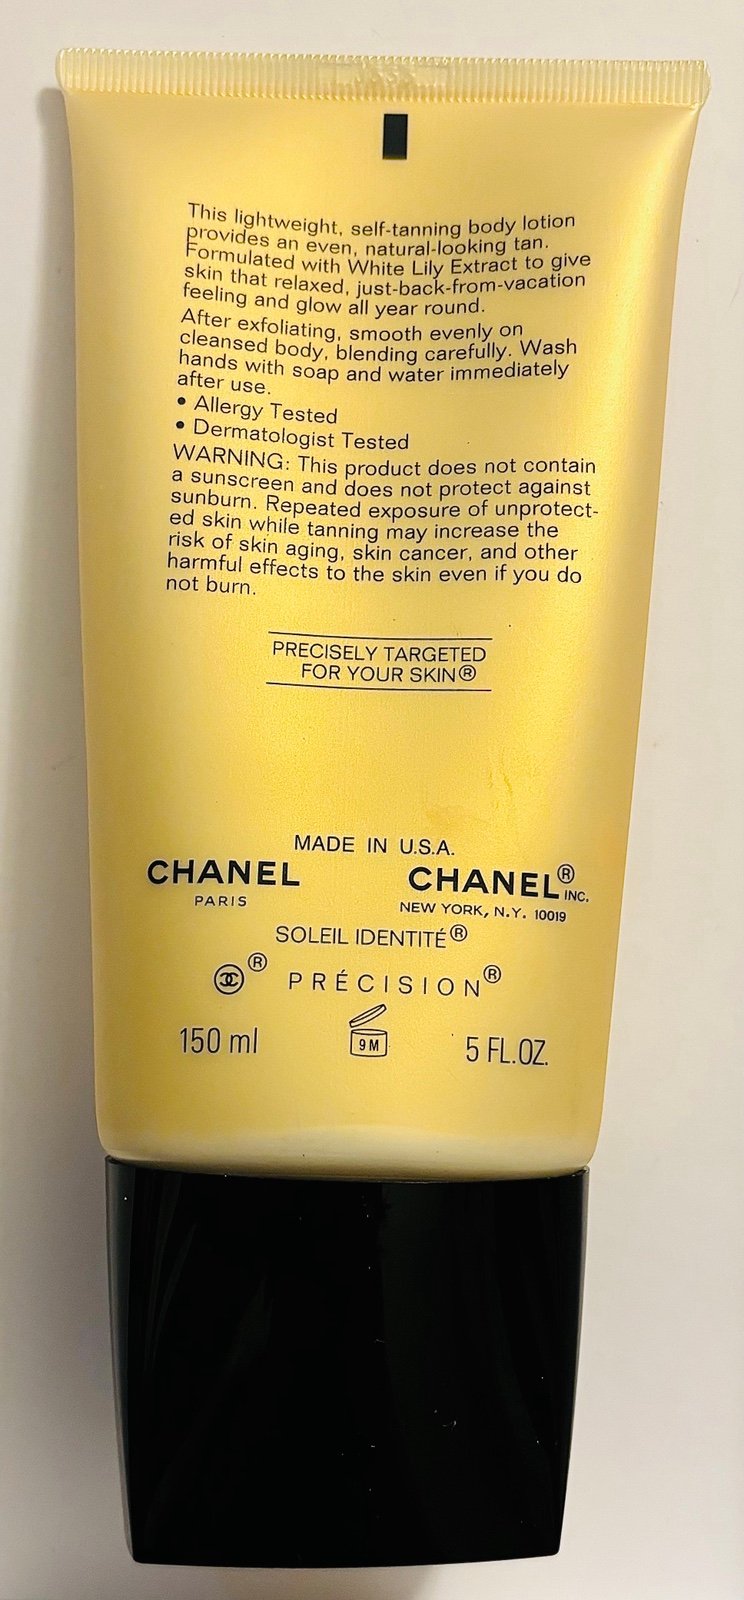 This lightweight, self-tanning body lotion
provides an even, natural-looking tan.
Formulated with White Lily Extract to give
skin that relaxed, just-back-from-vacation
feeling and glow all year round.
After exfoliating, smooth evenly on
cleansed body, blending carefully. Wash
hands with soap and water immediately
after use.
• Allergy Tested
• Dermatologist Tested
WARNING: This product does not contain
a sunscreen and does not protect against
sunburn. Repeated exposure of unprotect-
ed skin while tanning may increase the
risk of skin aging, skin cancer, and other
harmful effects to the skin even if you do
not burn.
PRECISELY TARGETED
FOR YOUR SKIN®
MADE IN U.S.A.
CHANEL CHANEL® INC.
PARIS NEW YORK, N.Y. 10019
SOLEIL IDENTITÉ®
® PRÉCISION®
150 ml 9M 5 FL.OZ.